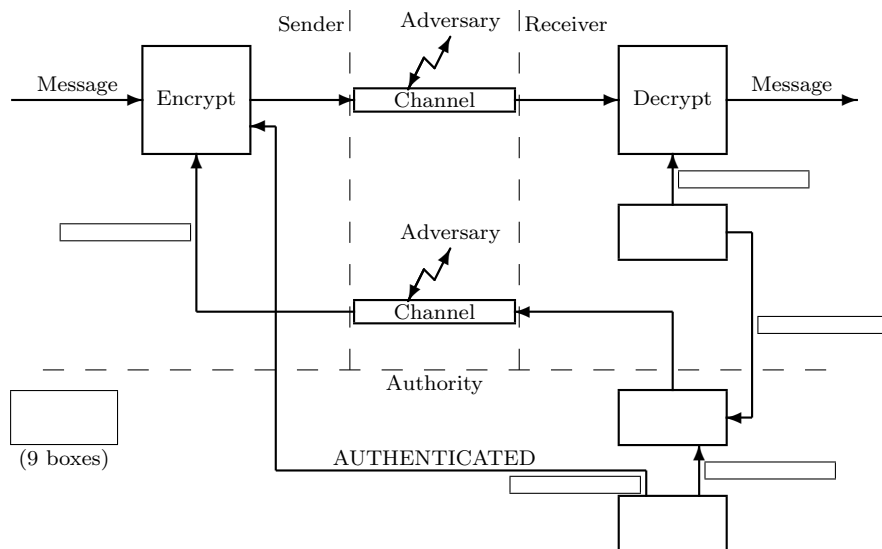 Sender
Adversary
Receiver
Message
Encrypt
Channel
Decrypt
Message
Adversary
Channel
Authority
(9 boxes)
AUTHENTICATED